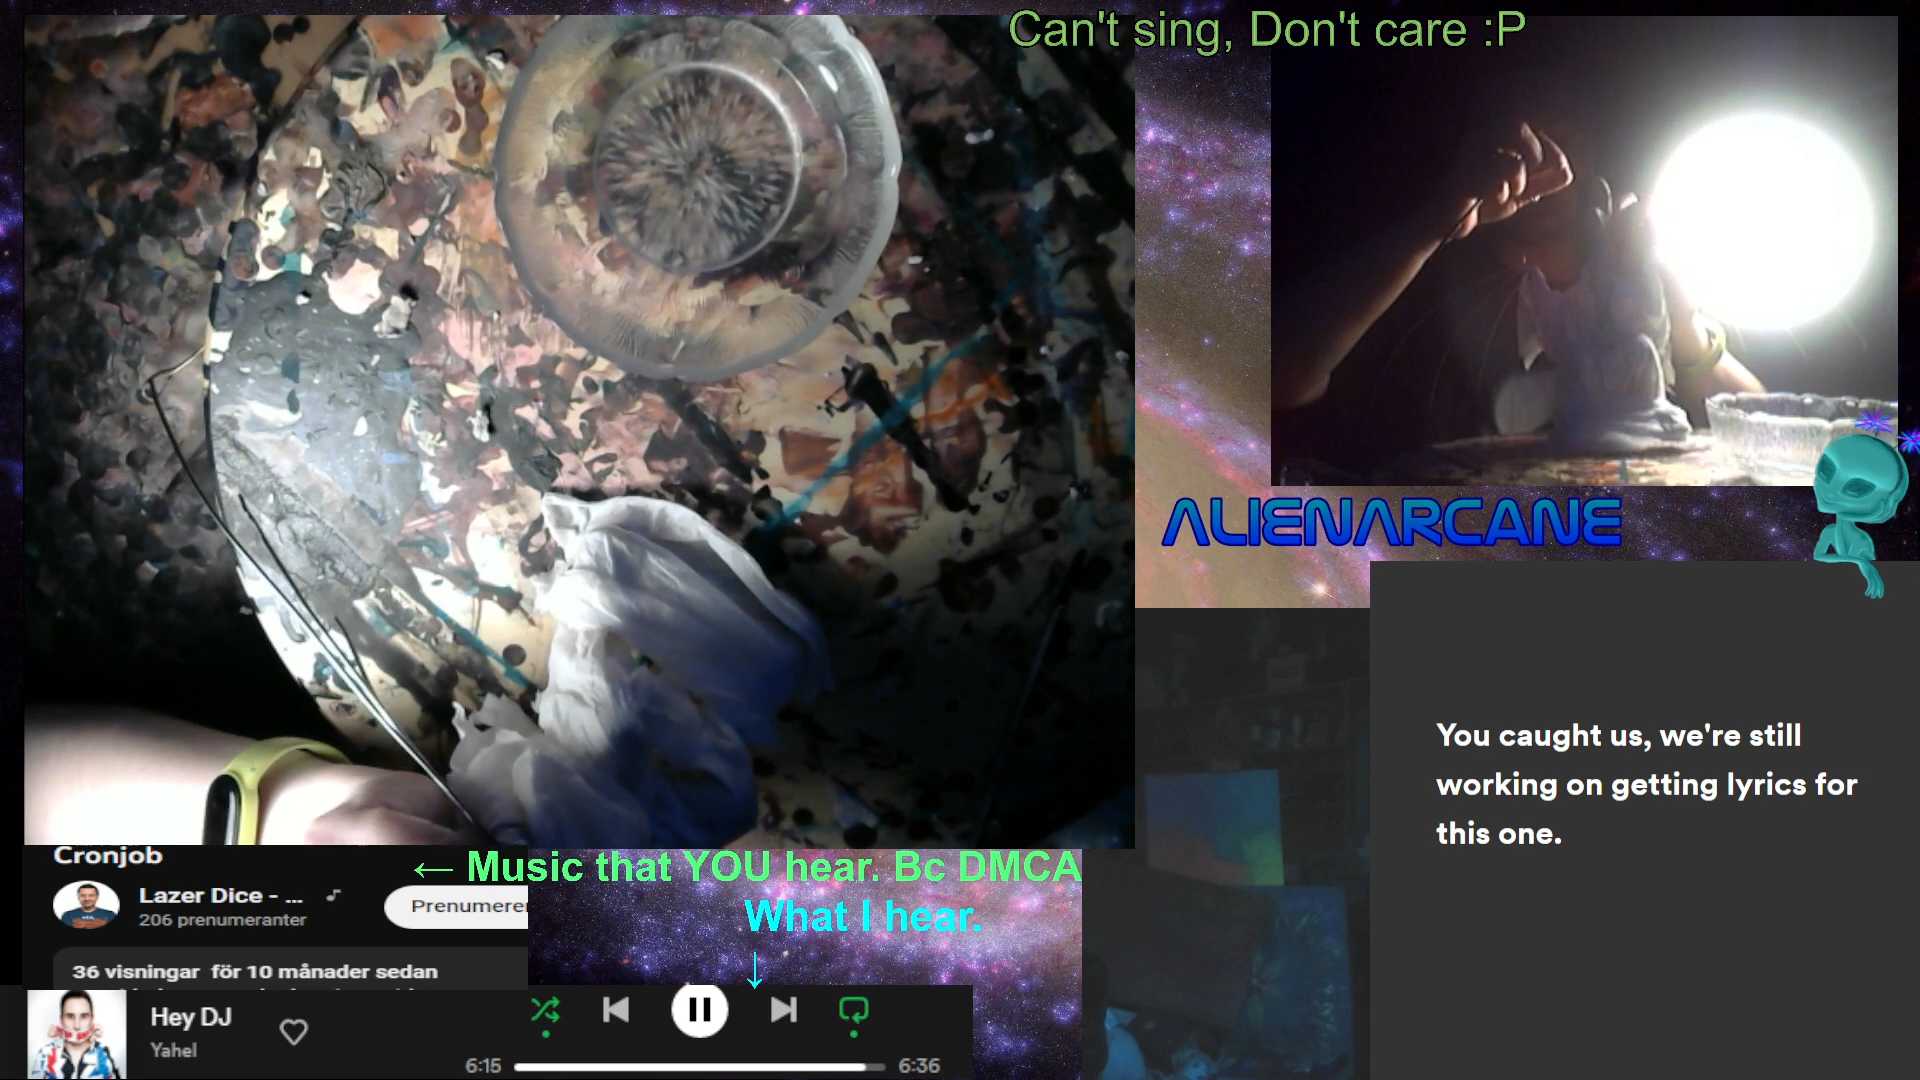 Can't sing, Don't care :P
ALIENARCANE
You caught us, we're still
working on getting lyrics for
this one.
Cronjob
← Music that YOU hear. Bc DMCA
Lazer Dice - ...
206 prenumeranter
Prenumerer
What I hear.
↓
36 visningar för 10 månader sedan
Hey DJ
Yahel
6:15
6:36